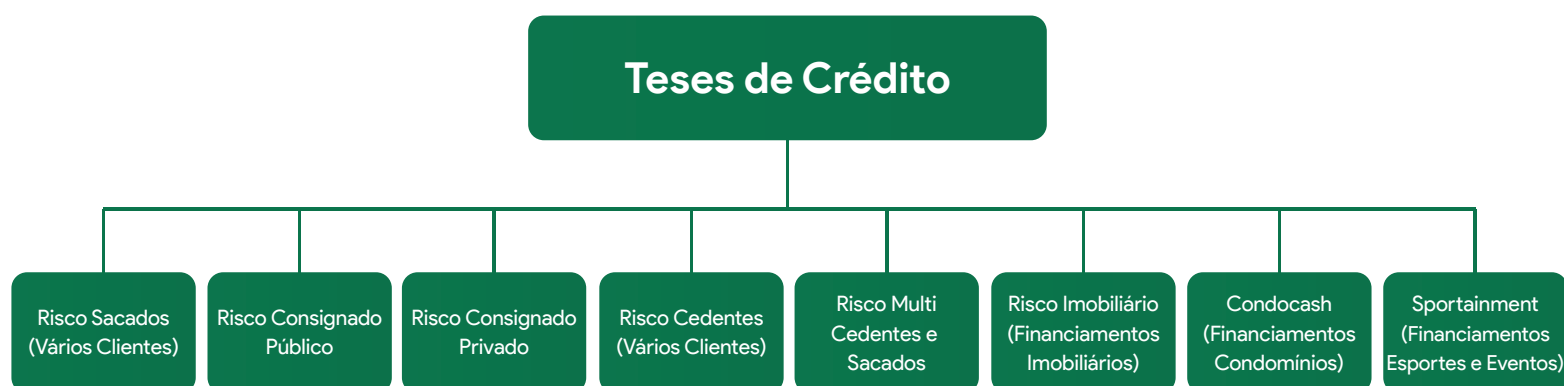 Teses de Crédito
Risco Sacados
(Vários Clientes)
Risco Consignado
Público
Risco Consignado
Privado
Risco Cedentes
(Vários Clientes)
Risco Multi
Cedentes e
Sacados
Risco Imobiliário
(Financiamentos
Imobiliários)
Condocash
(Financiamentos
Condomínios)
Sportainment
(Financiamentos
Esportes e Eventos)